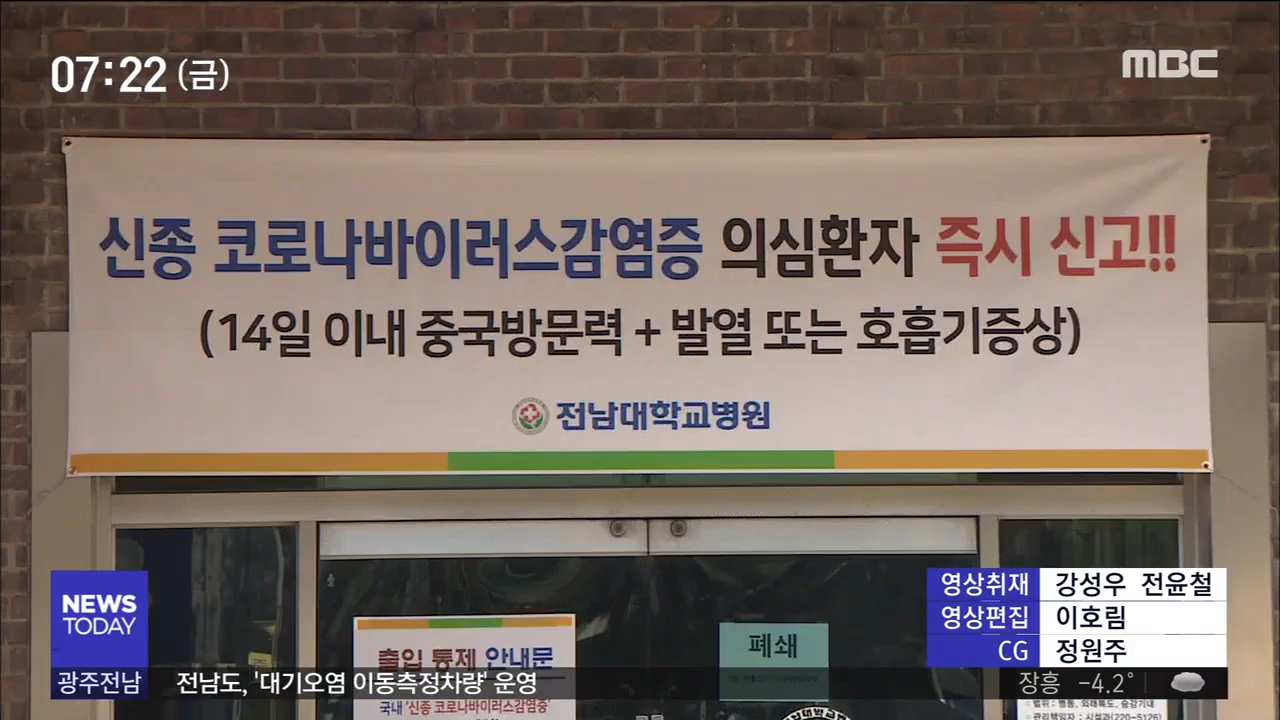 07:22 (금)
MBC
신종 코로나바이러스감염증 의심환자 즉시 신고!!
(14일 이내 중국방문력 + 발열 또는 호흡기증상)
전남대학교병원
출입 통제 안내문
국내 '신종 코로나바이러스감염증'
폐쇄
NEWS
TODAY
영상취재 강성우 전윤철
영상편집 이호림
CG 정원주
광주전남 전남도, '대기오염 이동측정차량' 운영
장흥 -4.2°